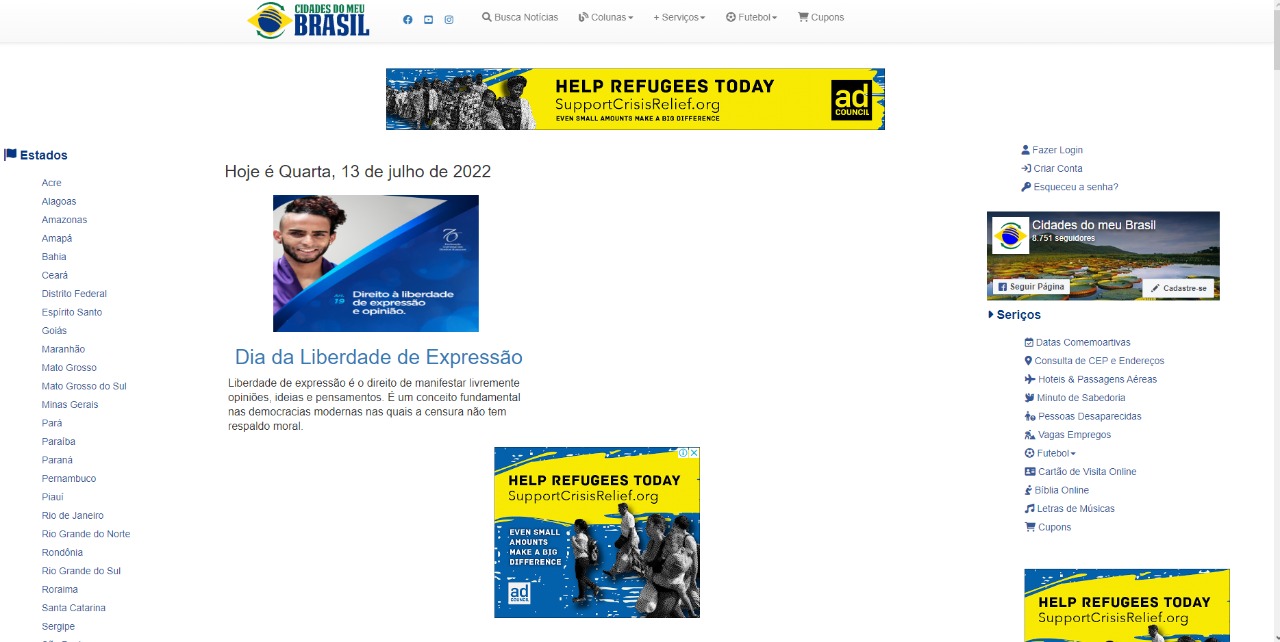 CIDADES DO MEU
BRASIL
Busca Notícias
Colunas
+ Serviços
Futebol
Cupons
HELP REFUGEES TODAY
SupportCrisisRelief.org
EVEN SMALL AMOUNTS MAKE A BIG DIFFERENCE
ad
COUNCIL
Estados
Acre
Alagoas
Amazonas
Amapá
Bahia
Ceará
Distrito Federal
Espírito Santo
Goiás
Maranhão
Mato Grosso
Mato Grosso do Sul
Minas Gerais
Pará
Paraíba
Paraná
Pernambuco
Piauí
Rio de Janeiro
Rio Grande do Norte
Rondônia
Rio Grande do Sul
Roraima
Santa Catarina
Sergipe
Hoje é Quarta, 13 de julho de 2022
70
19
Direito à liberdade
de expressão
e opinião.
Dia da Liberdade de Expressão
Liberdade de expressão é o direito de manifestar livremente
opiniões, ideias e pensamentos. É um conceito fundamental
nas democracias modernas nas quais a censura não tem
respaldo moral.
HELP REFUGEES TODAY
SupportCrisisRelief.org
EVEN SMALL
AMOUNTS
MAKE A BIG
DIFFERENCE
ad
COUNCIL
Fazer Login
Criar Conta
Esqueceu a senha?
Cidades do meu Brasil
8.751 seguidores
Seguir Página
Cadastre-se
Seriços
Datas Comemoartivas
Consulta de CEP e Endereços
Hoteis & Passagens Aéreas
Minuto de Sabedoria
Pessoas Desaparecidas
Vagas Empregos
Futebol
Cartão de Visita Online
Bíblia Online
Letras de Músicas
Cupons
HELP REFUGEES TODAY
SupportCrisisRelief.org